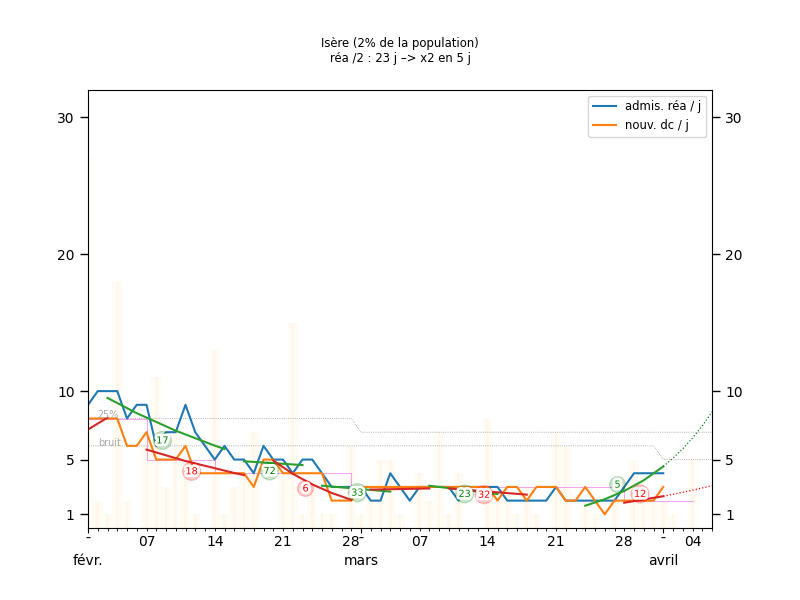 Isère (2% de la population)
réa /2 : 23 j –> x2 en 5 j
admis. réa / j
nouv. dc / j
30
30
20
20
10
10
25%
bruit
17
18
72
6
33
23
32
5
12
5
5
1
1
- 07 14 21 28 - 07 14 21 28 - 04
févr. mars avril